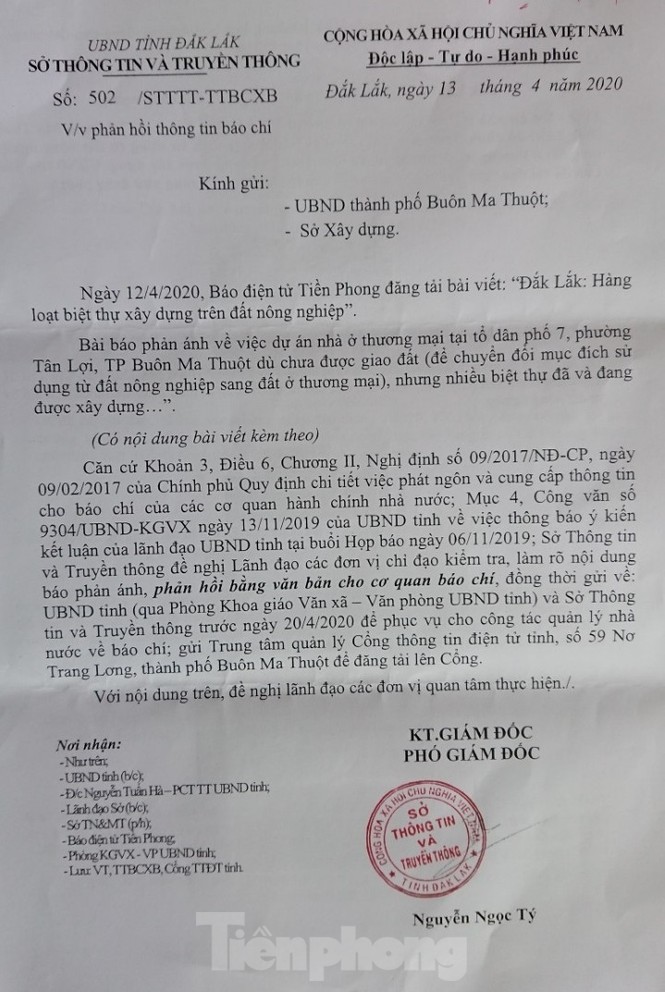 UBND TỈNH ĐẮK LẮK
SỞ THÔNG TIN VÀ TRUYỀN THÔNG
Số: 502 /STTTT-TTBCXB
V/v phản hồi thông tin báo chí
CỘNG HÒA XÃ HỘI CHỦ NGHĨA VIỆT NAM
Độc lập - Tự do - Hạnh phúc
Đắk Lắk, ngày 13 tháng 4 năm 2020
Kính gửi:
- UBND thành phố Buôn Ma Thuột;
- Sở Xây dựng.
Ngày 12/4/2020, Báo điện tử Tiền Phong đăng tải bài viết: “Đắk Lắk: Hàng
loạt biệt thự xây dựng trên đất nông nghiệp”.
Bài báo phản ánh về việc dự án nhà ở thương mại tại tổ dân phố 7, phường
Tân Lợi, TP Buôn Ma Thuột dù chưa được giao đất (để chuyển đổi mục đích sử
dụng từ đất nông nghiệp sang đất ở thương mại), nhưng nhiều biệt thự đã và đang
được xây dựng…”.
(Có nội dung bài viết kèm theo)
Căn cứ Khoản 3, Điều 6, Chương II, Nghị định số 09/2017/NĐ-CP, ngày
09/02/2017 của Chính phủ Quy định chi tiết việc phát ngôn và cung cấp thông tin
cho báo chí của các cơ quan hành chính nhà nước; Mục 4, Công văn số
9304/UBND-KGVX ngày 13/11/2019 của UBND tỉnh về việc thông báo ý kiến
kết luận của lãnh đạo UBND tỉnh tại buổi Họp báo ngày 06/11/2019; Sở Thông tin
và Truyền thông đề nghị Lãnh đạo các đơn vị chỉ đạo kiểm tra, làm rõ nội dung
báo phản ánh, phản hồi bằng văn bản cho cơ quan báo chí, đồng thời gửi về:
UBND tỉnh (qua Phòng Khoa giáo Văn xã – Văn phòng UBND tỉnh) và Sở Thông
tin và Truyền thông trước ngày 20/4/2020 để phục vụ cho công tác quản lý nhà
nước về báo chí; gửi Trung tâm quản lý Cổng thông tin điện tử tỉnh, số 59 Nơ
Trang Lơng, thành phố Buôn Ma Thuột để đăng tải lên Cổng.
Với nội dung trên, đề nghị lãnh đạo các đơn vị quan tâm thực hiện./.
Nơi nhận:
- Như trên;
- UBND tỉnh (b/c);
- Đ/c Nguyễn Tuấn Hà – PCT TT UBND tỉnh;
- Lãnh đạo Sở (b/c);
- Sở TN&MT (p/h);
- Báo điện tử Tiền Phong;
- Phòng KGVX - VP UBND tỉnh;
- Lưu: VT, TTBCXB, Cổng TTĐT tỉnh.
KT.GIÁM ĐỐC
PHÓ GIÁM ĐỐC
CỘNG HÒA XÃ HỘI CHỦ NGHĨA VIỆT NAM
SỞ
THÔNG TIN
VÀ
TRUYỀN THÔNG
TỈNH ĐẮK LẮK
Nguyễn Ngọc Tý
Tiềnphong